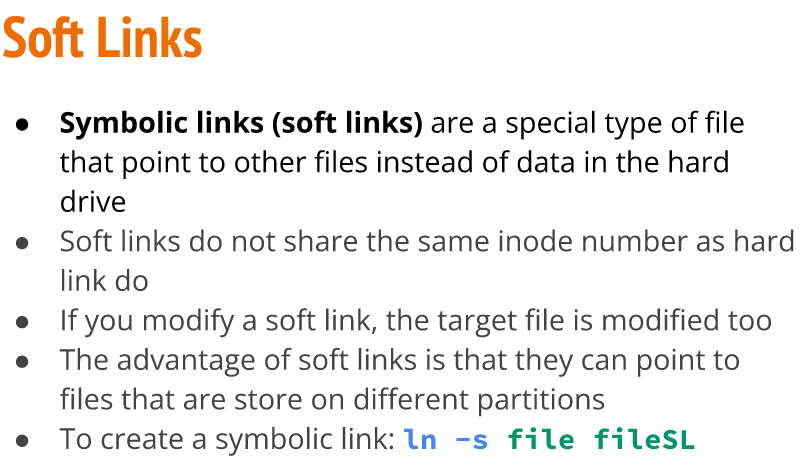 Soft Links
● Symbolic links (soft links) are a special type of file
that point to other files instead of data in the hard
drive
● Soft links do not share the same inode number as hard
link do
● If you modify a soft link, the target file is modified too
● The advantage of soft links is that they can point to
files that are store on different partitions
● To create a symbolic link: ln -s file fileSL